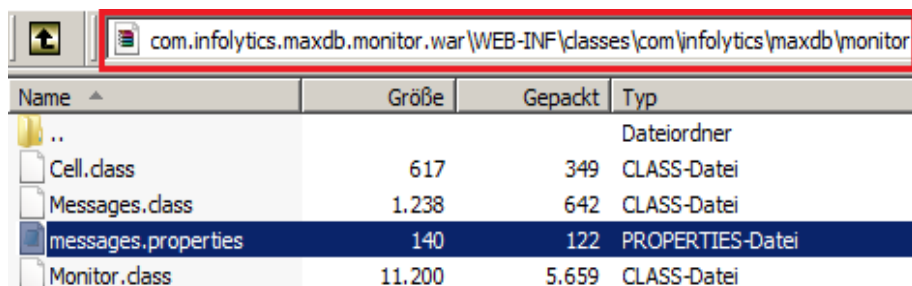 com.infolytics.maxdb.monitor.war\WEB-INF\classes\com\infolytics\maxdb\monitor
Name Größe Gepackt Typ
.. Dateiordner
Cell.class 617 349 CLASS-Datei
Messages.class 1.238 642 CLASS-Datei
messages.properties 140 122 PROPERTIES-Datei
Monitor.class 11.200 5.659 CLASS-Datei